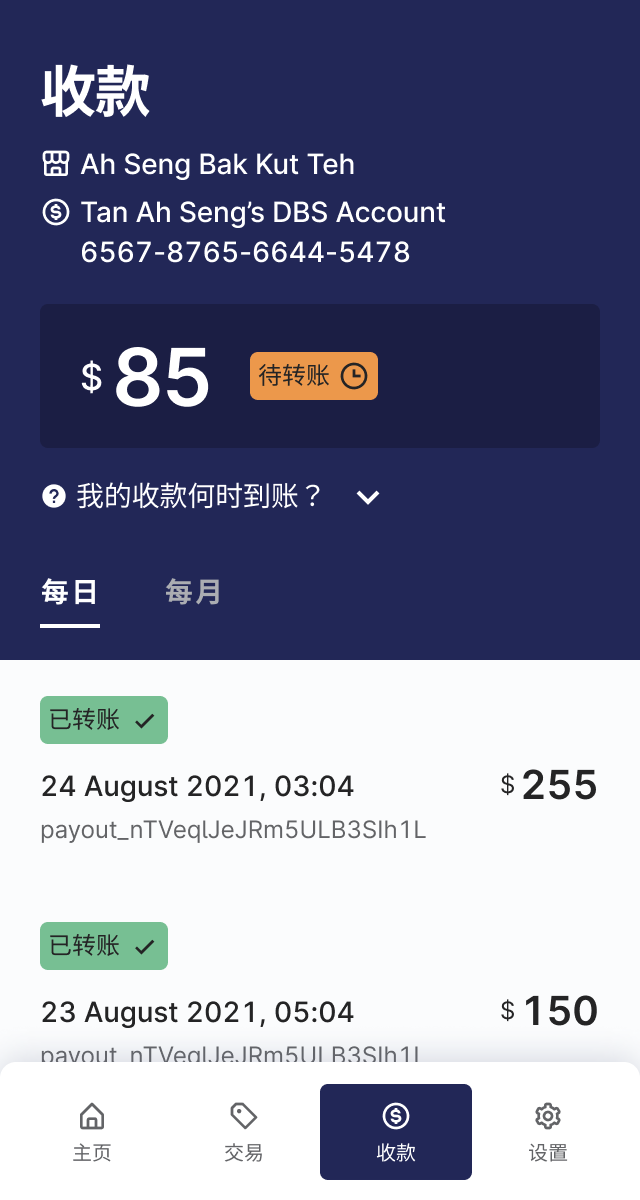 收款
Ah Seng Bak Kut Teh
Tan Ah Seng’s DBS Account
6567-8765-6644-5478
$ 85 待转账
我的收款何时到账？
每日 每月
已转账
24 August 2021, 03:04 $ 255
payout_nTVeqlJeJRm5ULB3SIh1L
已转账
23 August 2021, 05:04 $ 150
payout_nTVeqlJeJRm5ULB3SIh1L
主页 交易 收款 设置